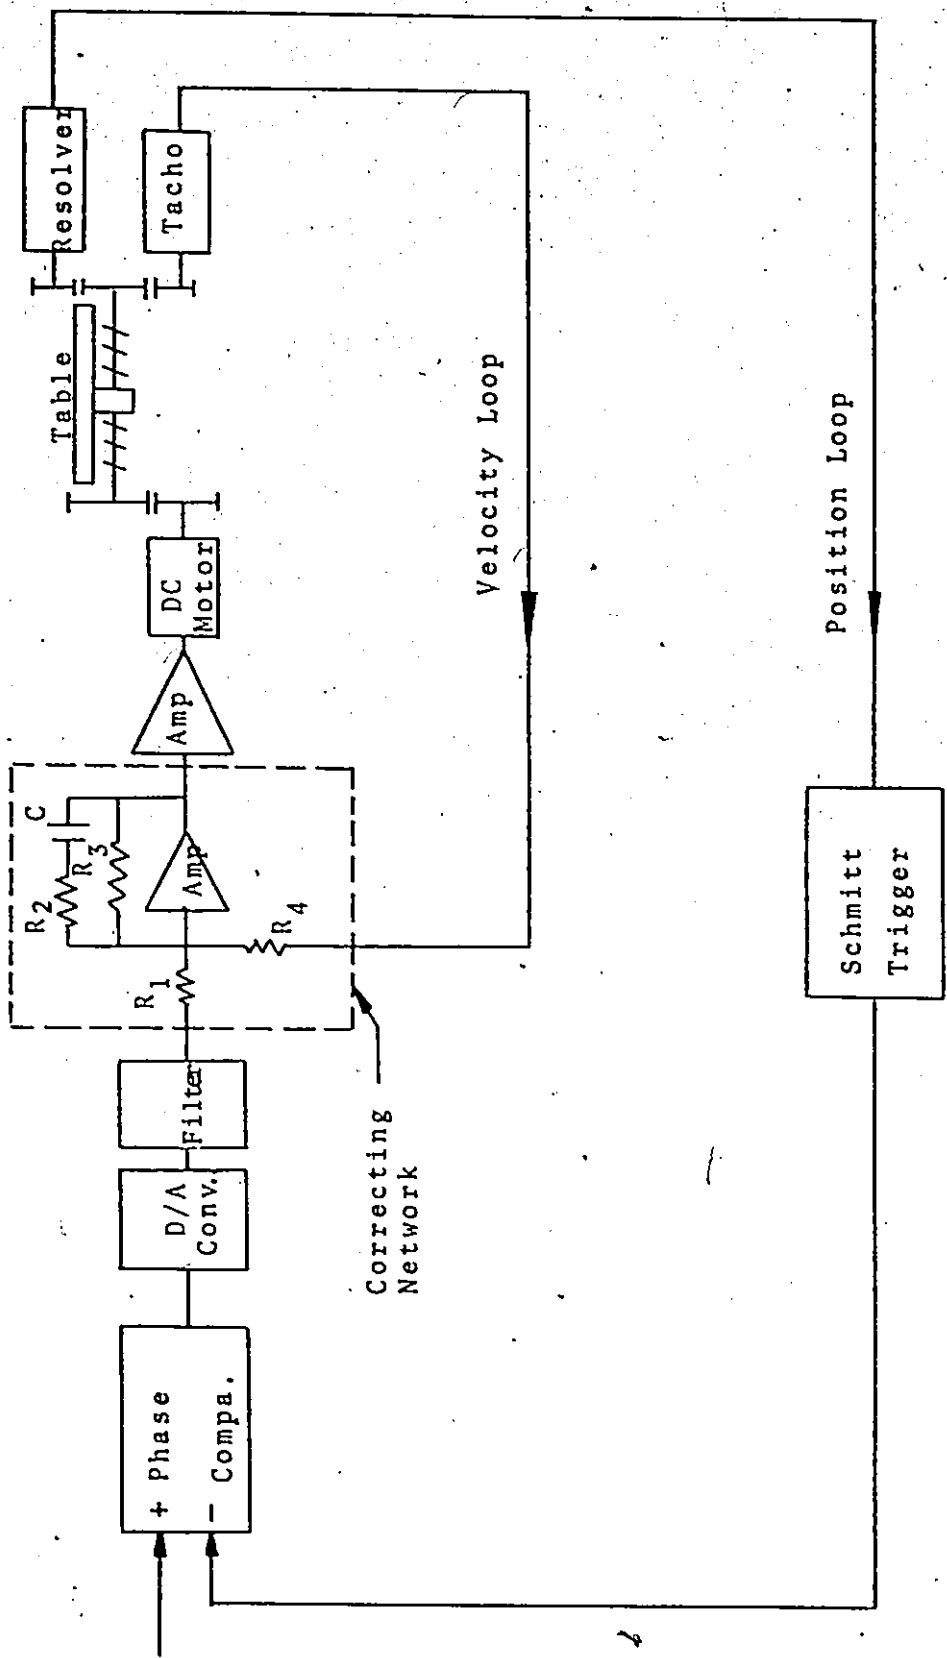 + Phase
- Compa.
D/A
Conv.
Filter
Correcting
Network
R1
R2
C
R3
Amp
R4
Amp
DC
Motor
Table
Resolver
Tacho
Velocity Loop
Position Loop
Schmitt
Trigger